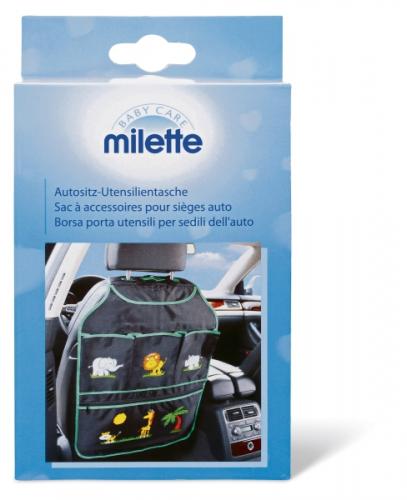 BABY CARE
milette
Autositz-Utensilientasche
Sac à accessoires pour sièges auto
Borsa porta utensili per sedili dell'auto